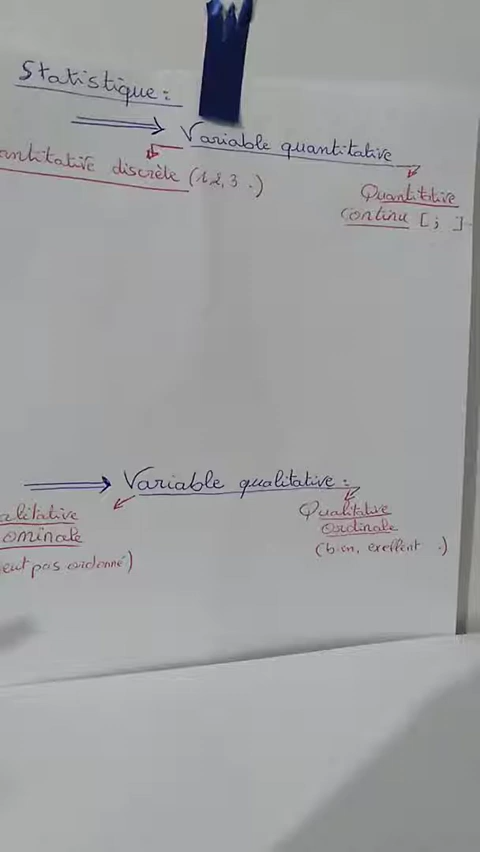 Statistique :
Variable quantitative
antitative discrète (1 2, 3 .)
Quantitative
continu [ ; ]
Variable qualitative :
alitative
ominale
eut pas ordonné)
Qualitative
Ordinale
(bien, exellent .)